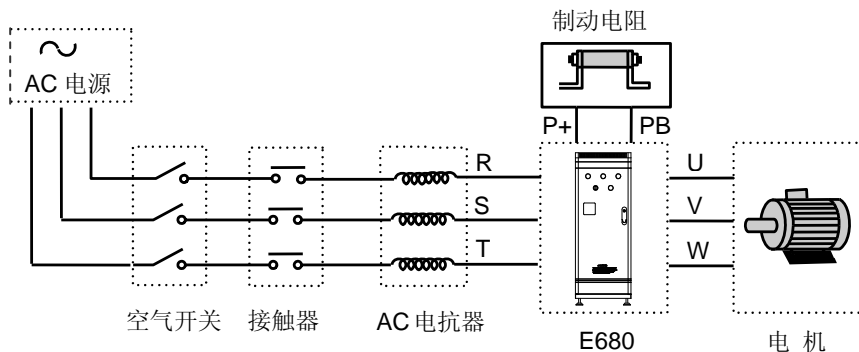 制动电阻
AC 电源
P+ PB
R
U
S
V
T
W
空气开关 接触器 AC 电抗器
E680
电 机